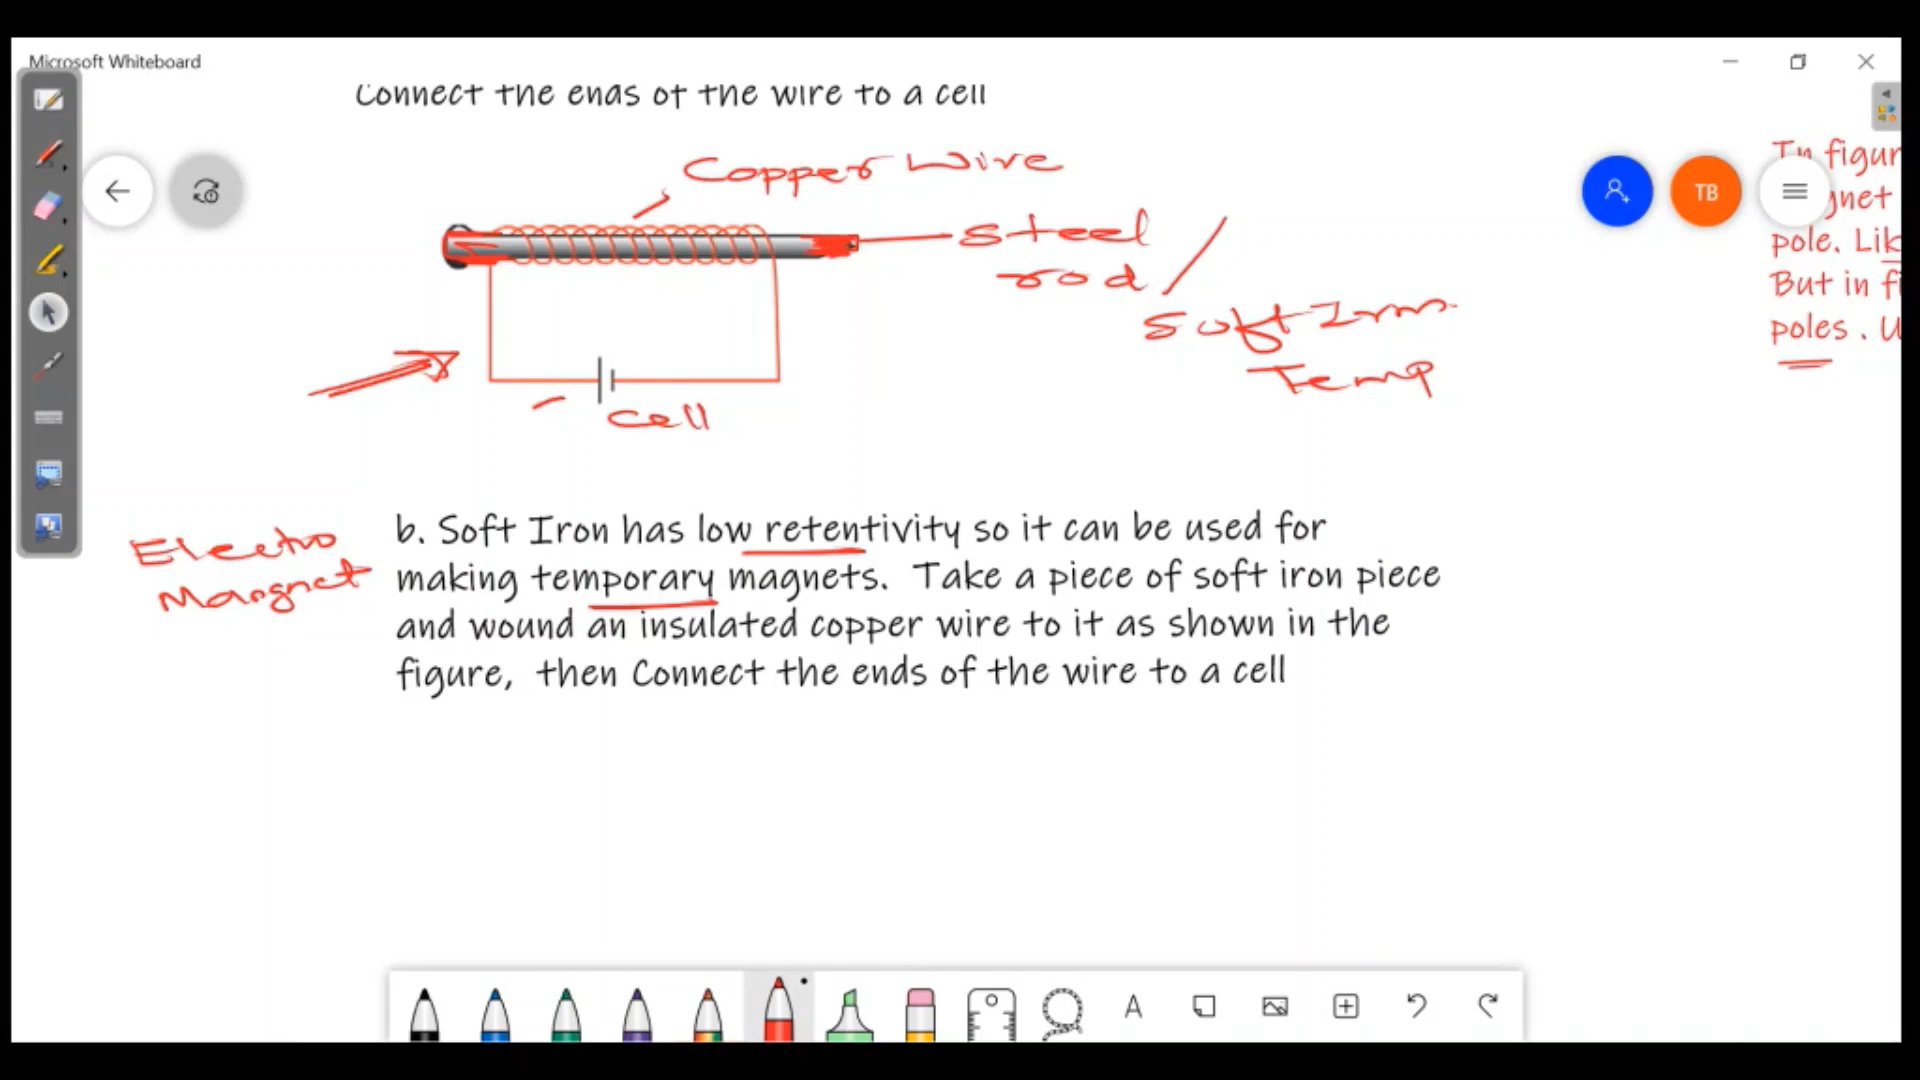 Microsoft Whiteboard
Connect the ends of the wire to a cell
Copper Wire
Steel
rod /
Soft Iron
Temp
Cell
TB
In figur
gnet
pole. Lik
But in fi
poles. U
Electro
Mangnet
b. Soft Iron has low retentivity so it can be used for
making temporary magnets. Take a piece of soft iron piece
and wound an insulated copper wire to it as shown in the
figure, then Connect the ends of the wire to a cell
A